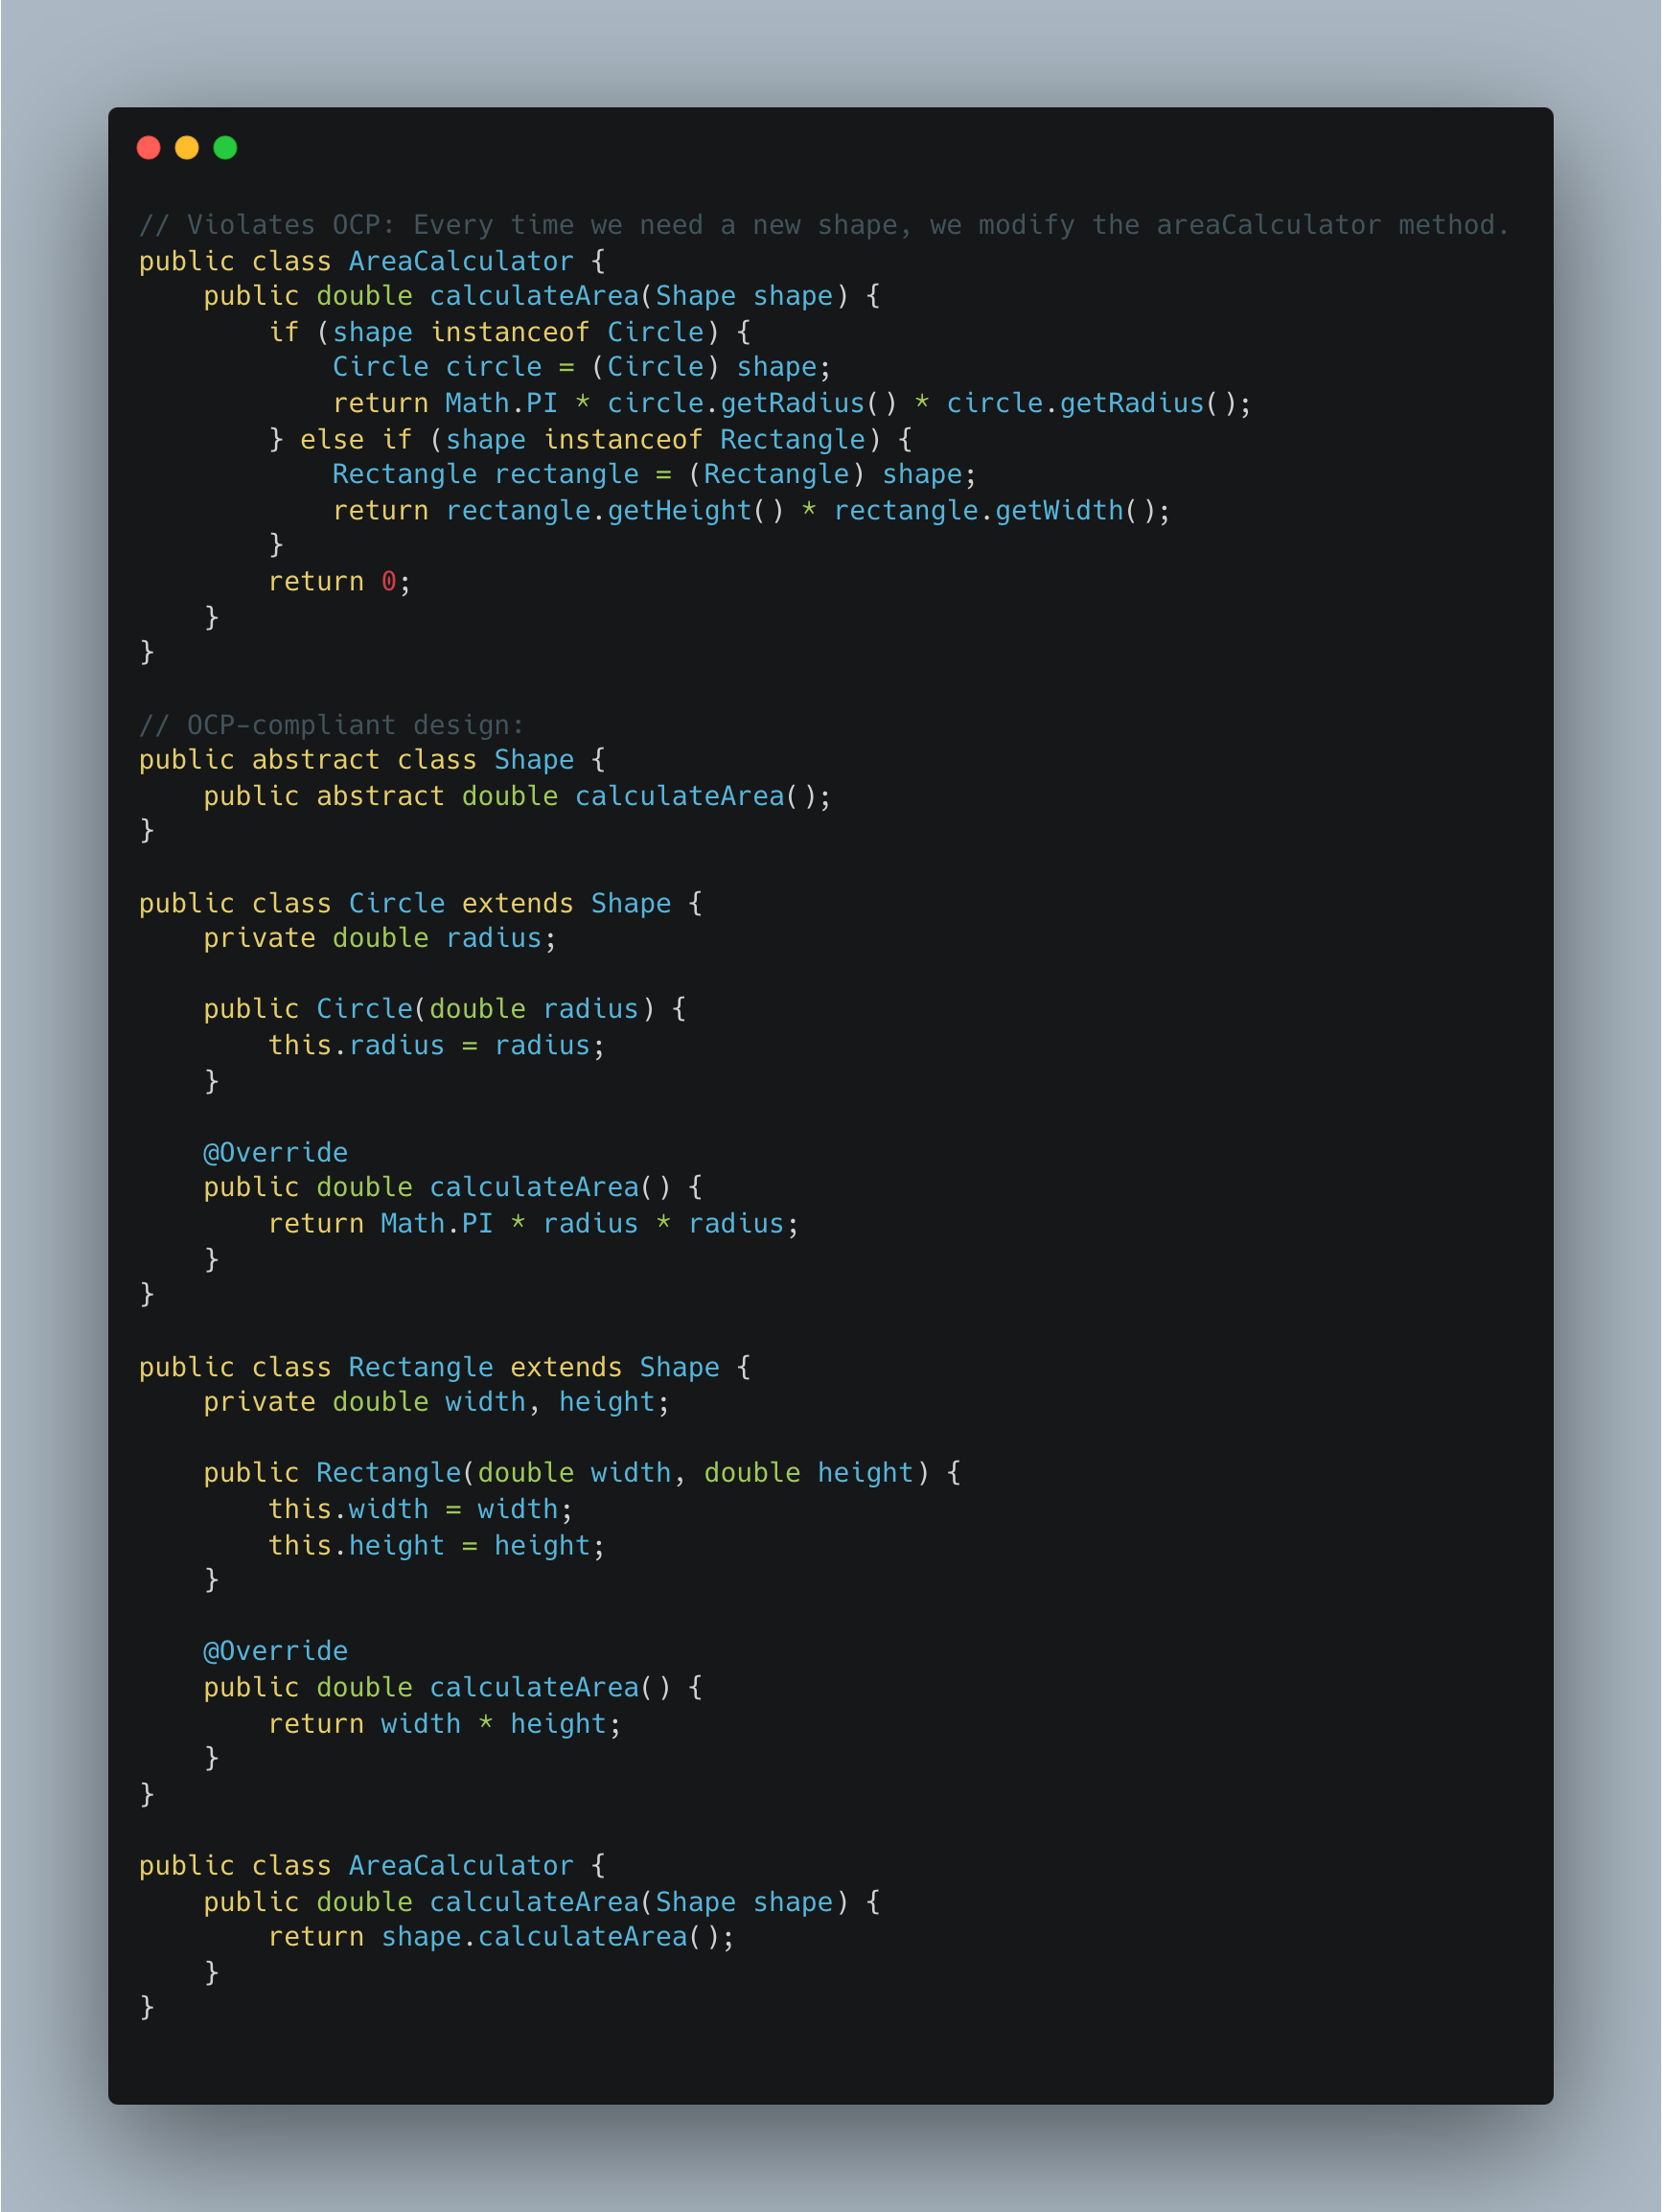 // Violates OCP: Every time we need a new shape, we modify the areaCalculator method.
public class AreaCalculator {
    public double calculateArea(Shape shape) {
        if (shape instanceof Circle) {
            Circle circle = (Circle) shape;
            return Math.PI * circle.getRadius() * circle.getRadius();
        } else if (shape instanceof Rectangle) {
            Rectangle rectangle = (Rectangle) shape;
            return rectangle.getHeight() * rectangle.getWidth();
        }
        return 0;
    }
}

// OCP-compliant design:
public abstract class Shape {
    public abstract double calculateArea();
}

public class Circle extends Shape {
    private double radius;

    public Circle(double radius) {
        this.radius = radius;
    }

    @Override
    public double calculateArea() {
        return Math.PI * radius * radius;
    }
}

public class Rectangle extends Shape {
    private double width, height;

    public Rectangle(double width, double height) {
        this.width = width;
        this.height = height;
    }

    @Override
    public double calculateArea() {
        return width * height;
    }
}

public class AreaCalculator {
    public double calculateArea(Shape shape) {
        return shape.calculateArea();
    }
}